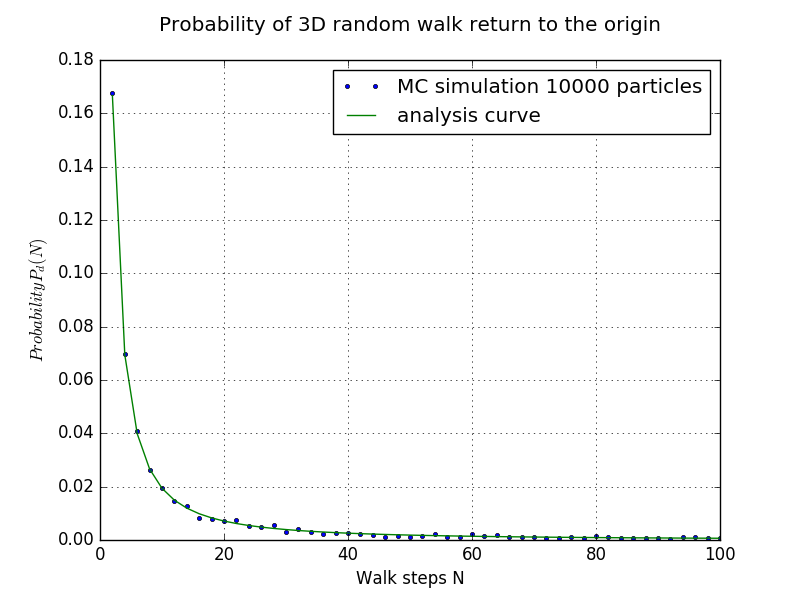 Probability of 3D random walk return to the origin
MC simulation 10000 particles
analysis curve
ProbabilityP_d(N)
0.18
0.16
0.14
0.12
0.10
0.08
0.06
0.04
0.02
0.00
0 20 40 60 80 100
Walk steps N